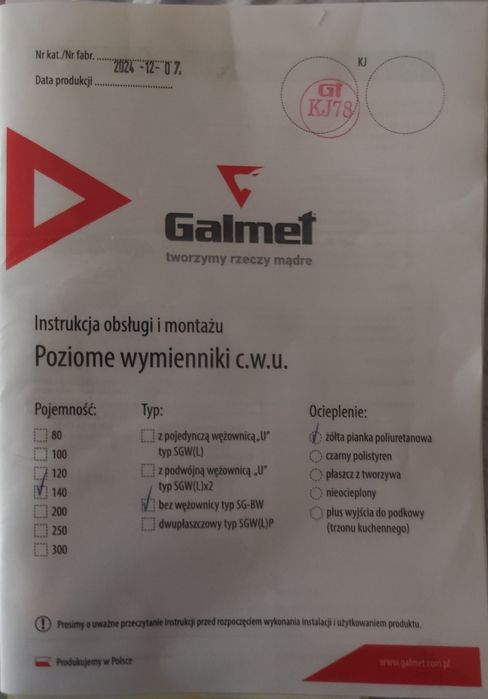 Nr kat./Nr fabr. ..............................
2024 -12- 07.
Data produkcji ..............................
KJ
Gt
KJ78
Galmet
tworzymy rzeczy mądre
Instrukcja obsługi i montażu
Poziome wymienniki c.w.u.
Pojemność:
80
100
120
140
200
250
300
Typ:
z pojedynczą wężownicą „U”
typ SGW(L)
z podwójną wężownicą „U”
typ SGW(L)x2
bez wężownicy typ SG-BW
dwupłaszczowy typ SGW(L)P
Ocieplenie:
żółta pianka poliuretanowa
czarny polistyren
płaszcz z tworzywa
nieocieplony
plus wyjścia do podkowy
(trzonu kuchennego)
Prosimy o uważne przeczytanie instrukcji przed rozpoczęciem wykonania instalacji i użytkowaniem produktu.
Produkujemy w Polsce
www.galmet.com.pl